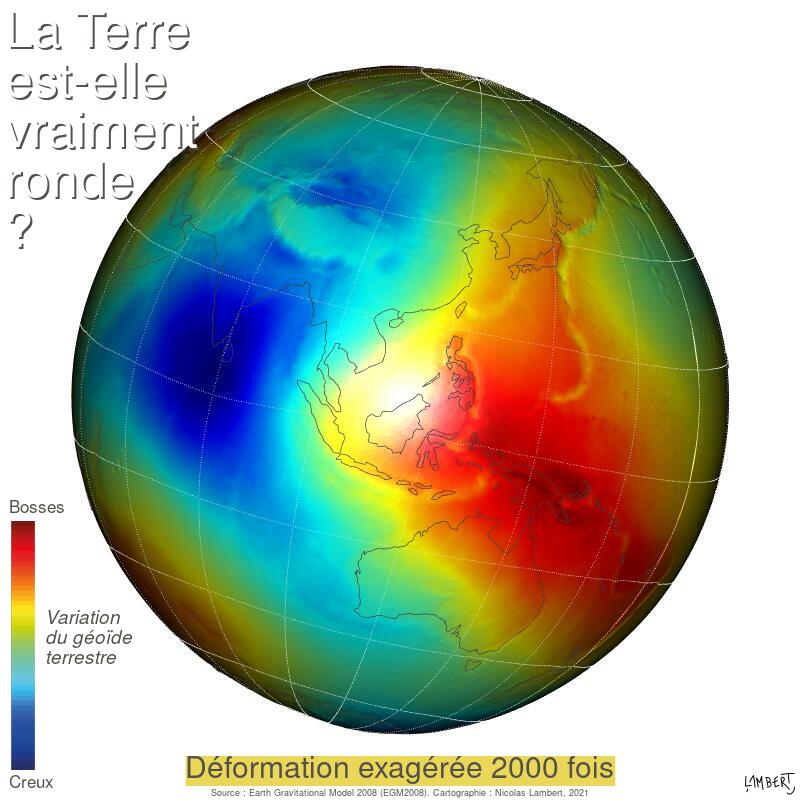 La Terre
est-elle
vraiment
ronde
?
Bosses
Variation
du géoïde
terrestre
Creux
Déformation exagérée 2000 fois
Source : Earth Gravitational Model 2008 (EGM2008). Cartographie : Nicolas Lambert, 2021
LAMBERT